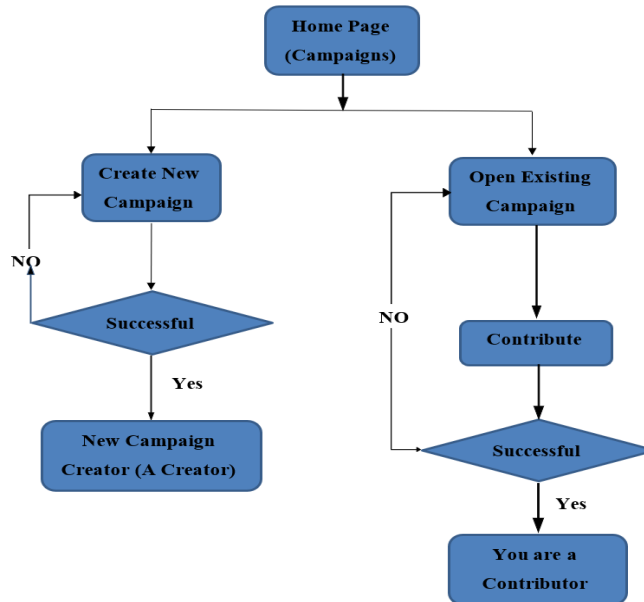 Home Page
(Campaigns)
Create New
Campaign
Open Existing
Campaign
NO
NO
Successful
Contribute
Yes
New Campaign
Creator (A Creator)
Successful
Yes
You are a
Contributor